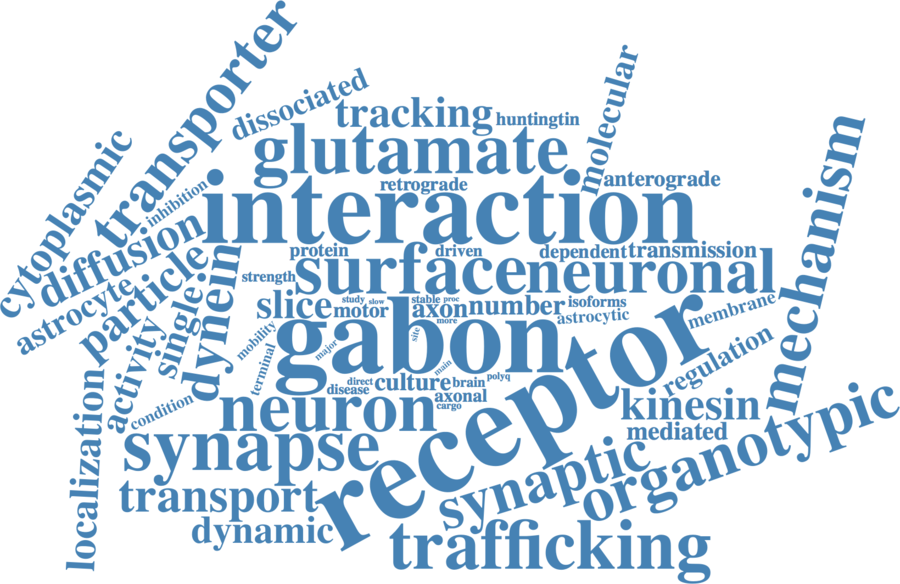 transporter
dissociated
molecular
tracking
huntingtin
cytoplasmic
glutamate
mechanism
retrograde
anterograde
inhibition
interaction
diffusion
protein
driven
dependent
transmission
strength
surface
neuronal
astrocyte
particle
single
dynein
slice
study
slow
motor
stable
proc
axon
more
number
isoforms
astrocytic
membrane
mobility
gabon
major
site
main
terminal
receptor
regulation
activity
localization
condition
disease
direct
culture
brain
polyq
axonal
cargo
neuron
kinesin
mediated
organotypic
synapse
synaptic
transport
dynamic
trafficking